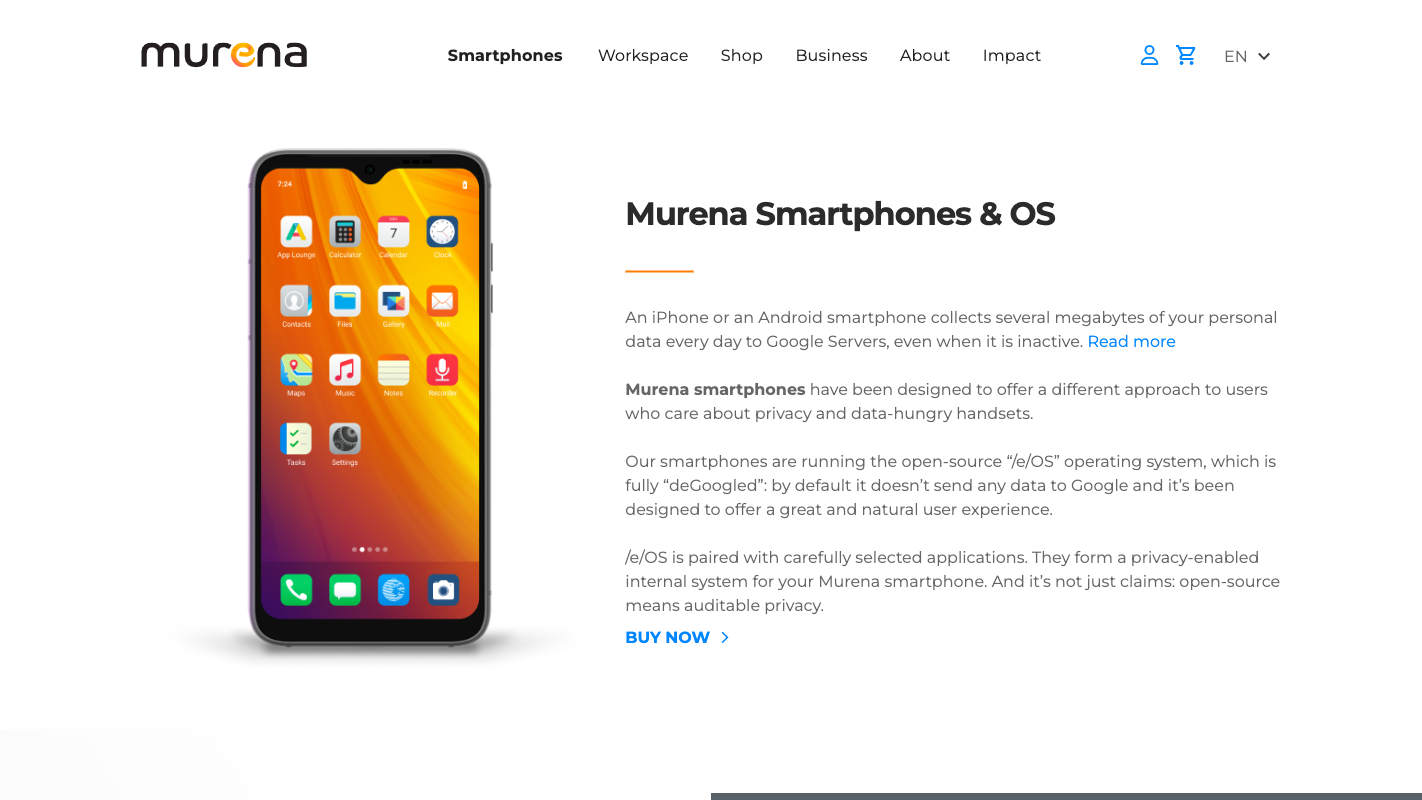 murena
Smartphones
Workspace
Shop
Business
About
Impact
EN
7:24
App Lounge
Calculator
7
Calendar
Clock
Contacts
Files
Gallery
Mail
Maps
Music
Notes
Recorder
Tasks
Settings
Murena Smartphones & OS
An iPhone or an Android smartphone collects several megabytes of your personal
data every day to Google Servers, even when it is inactive. Read more
Murena smartphones have been designed to offer a different approach to users
who care about privacy and data-hungry handsets.
Our smartphones are running the open-source “/e/OS” operating system, which is
fully “deGoogled”: by default it doesn’t send any data to Google and it’s been
designed to offer a great and natural user experience.
/e/OS is paired with carefully selected applications. They form a privacy-enabled
internal system for your Murena smartphone. And it’s not just claims: open-source
means auditable privacy.
BUY NOW